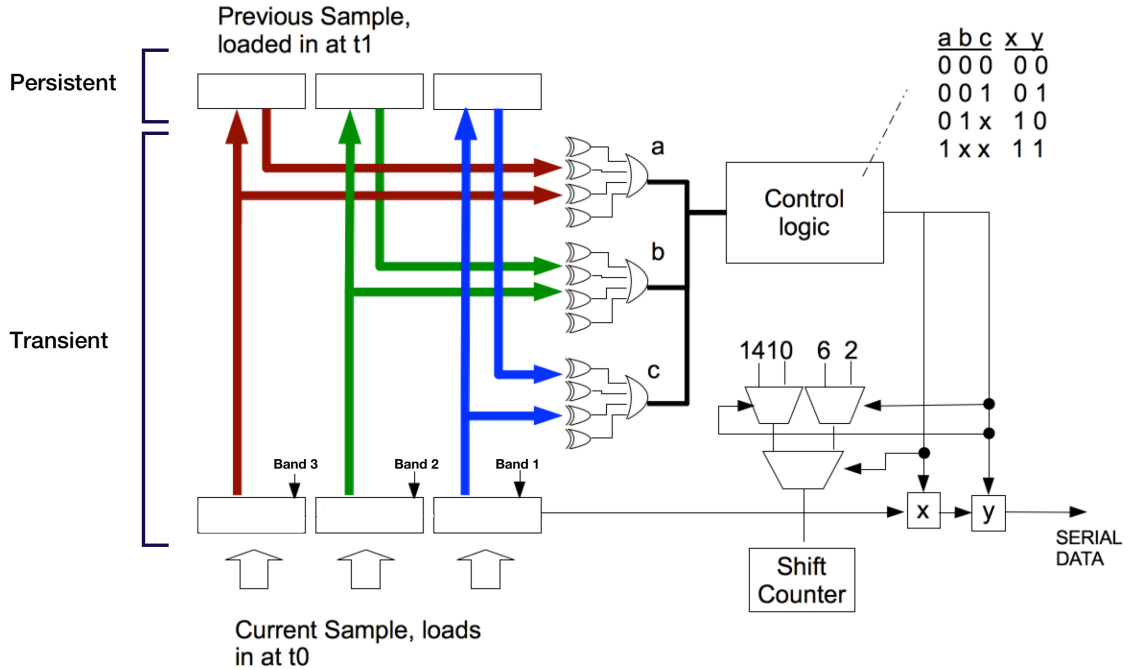 Previous Sample,
loaded in at t1
Persistent
Transient
a b c x y
0 0 0 0 0
0 0 1 0 1
0 1 x 1 0
1 x x 1 1
a
b
c
Control
logic
14 10 6 2
Band 3
Band 2
Band 1
x
y
SERIAL
DATA
Shift
Counter
Current Sample, loads
in at t0